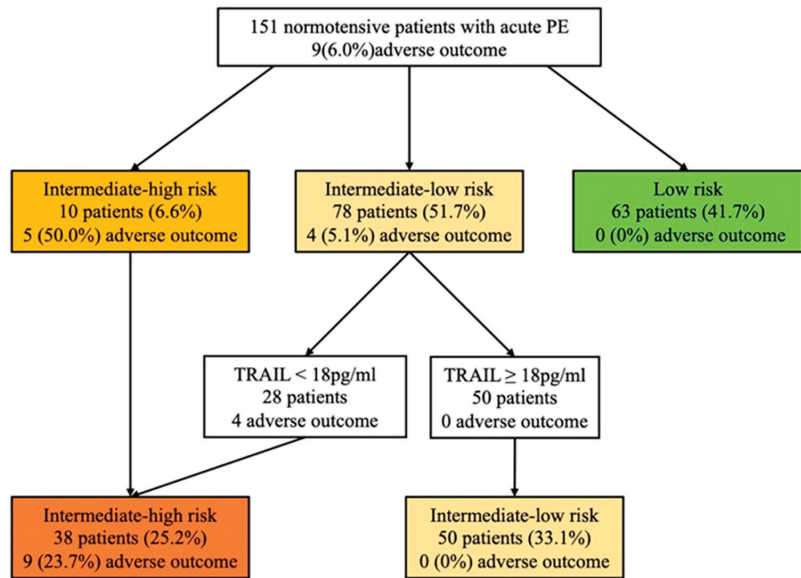 151 normotensive patients with acute PE
9(6.0%)adverse outcome
Intermediate-high risk
10 patients (6.6%)
5 (50.0%) adverse outcome
Intermediate-low risk
78 patients (51.7%)
4 (5.1%) adverse outcome
Low risk
63 patients (41.7%)
0 (0%) adverse outcome
TRAIL < 18pg/ml
28 patients
4 adverse outcome
TRAIL ≥ 18pg/ml
50 patients
0 adverse outcome
Intermediate-high risk
38 patients (25.2%)
9 (23.7%) adverse outcome
Intermediate-low risk
50 patients (33.1%)
0 (0%) adverse outcome